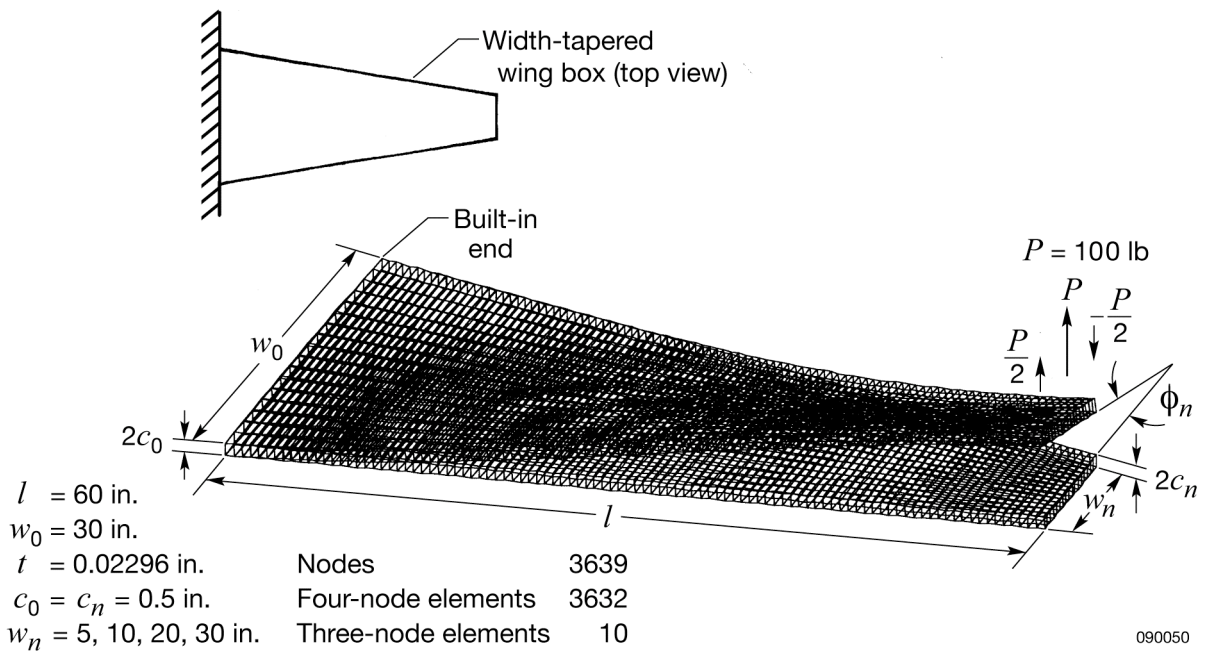 Width-tapered
wing box (top view)
Built-in
end
P = 100 lb
P
P/2
–P/2
w₀
ϕₙ
2c₀
2cₙ
wₙ
l
l = 60 in.
w₀ = 30 in.
t = 0.02296 in.
c₀ = cₙ = 0.5 in.
wₙ = 5, 10, 20, 30 in.
Nodes 3639
Four-node elements 3632
Three-node elements 10
090050